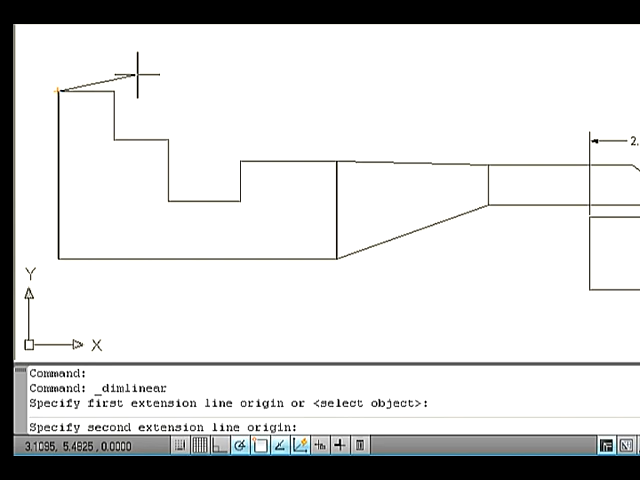 2.
Y
X
Command:
Command: _dimlinear
Specify first extension line origin or <select object>:
Specify second extension line origin:
3.1095, 5.4825, 0.0000